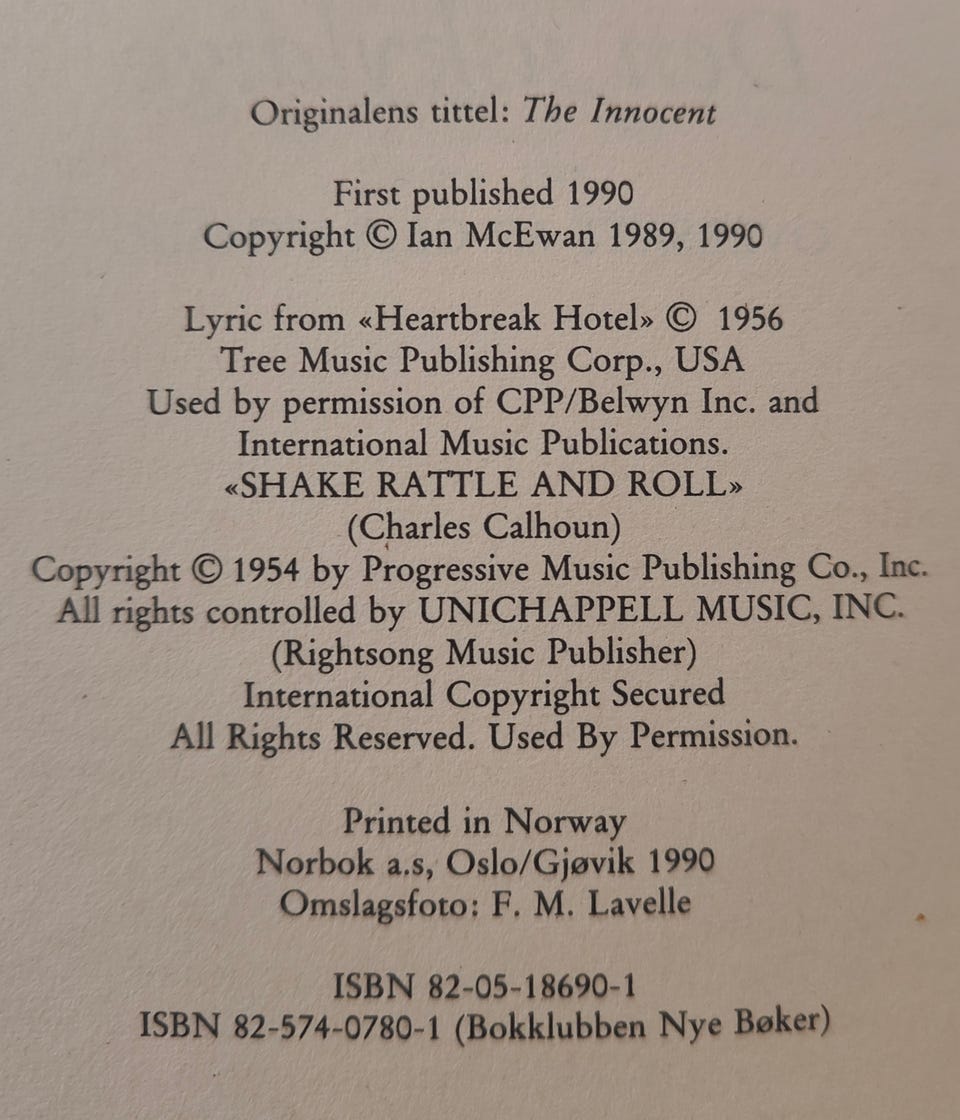 Originalens tittel: The Innocent
First published 1990
Copyright © Ian McEwan 1989, 1990
Lyric from «Heartbreak Hotel» © 1956
Tree Music Publishing Corp., USA
Used by permission of CPP/Belwyn Inc. and
International Music Publications.
«SHAKE RATTLE AND ROLL»
(Charles Calhoun)
Copyright © 1954 by Progressive Music Publishing Co., Inc.
All rights controlled by UNICHAPPELL MUSIC, INC.
(Rightsong Music Publisher)
International Copyright Secured
All Rights Reserved. Used By Permission.
Printed in Norway
Norbok a.s, Oslo/Gjøvik 1990
Omslagsfoto: F. M. Lavelle
ISBN 82-05-18690-1
ISBN 82-574-0780-1 (Bokklubben Nye Bøker)